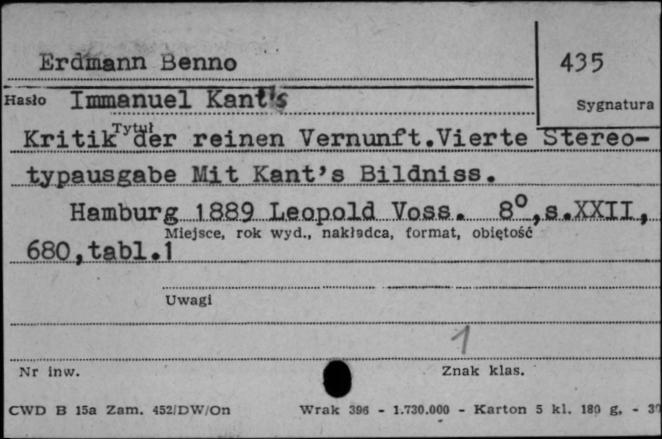 Erdmann Benno
435
Hasło Immanuel Kant's
Sygnatura
Tytuł
Kritik der reinen Vernunft.Vierte Stereo-
typausgabe Mit Kant's Bildniss.
Hamburg 1889 Leopold Voss. 8°,s.XXII,
Miejsce, rok wyd., nakładca, format, objętość
680,tabl.1
Uwagi
1
Nr inw.
Znak klas.
CWD B 15a Zam. 452/DW/On Wrak 396 - 1.730.000 - Karton 5 kl. 180 g. - 30